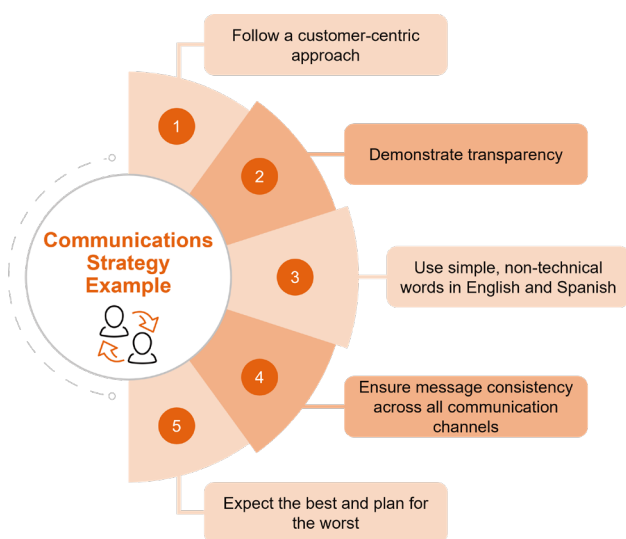 Follow a customer-centric
approach
1
2
Demonstrate transparency
Communications
Strategy
Example
3
Use simple, non-technical
words in English and Spanish
4
Ensure message consistency
across all communication
channels
5
Expect the best and plan for
the worst